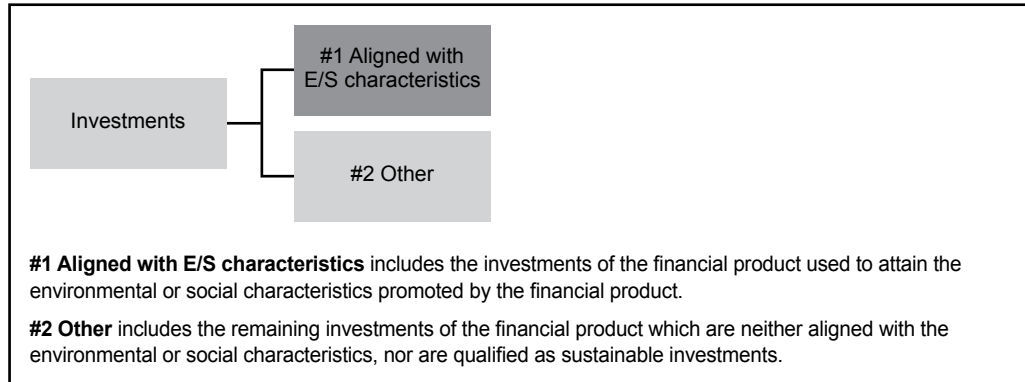 #1 Aligned with
E/S characteristics
Investments
#2 Other
#1 Aligned with E/S characteristics includes the investments of the financial product used to attain the
environmental or social characteristics promoted by the financial product.
#2 Other includes the remaining investments of the financial product which are neither aligned with the
environmental or social characteristics, nor are qualified as sustainable investments.